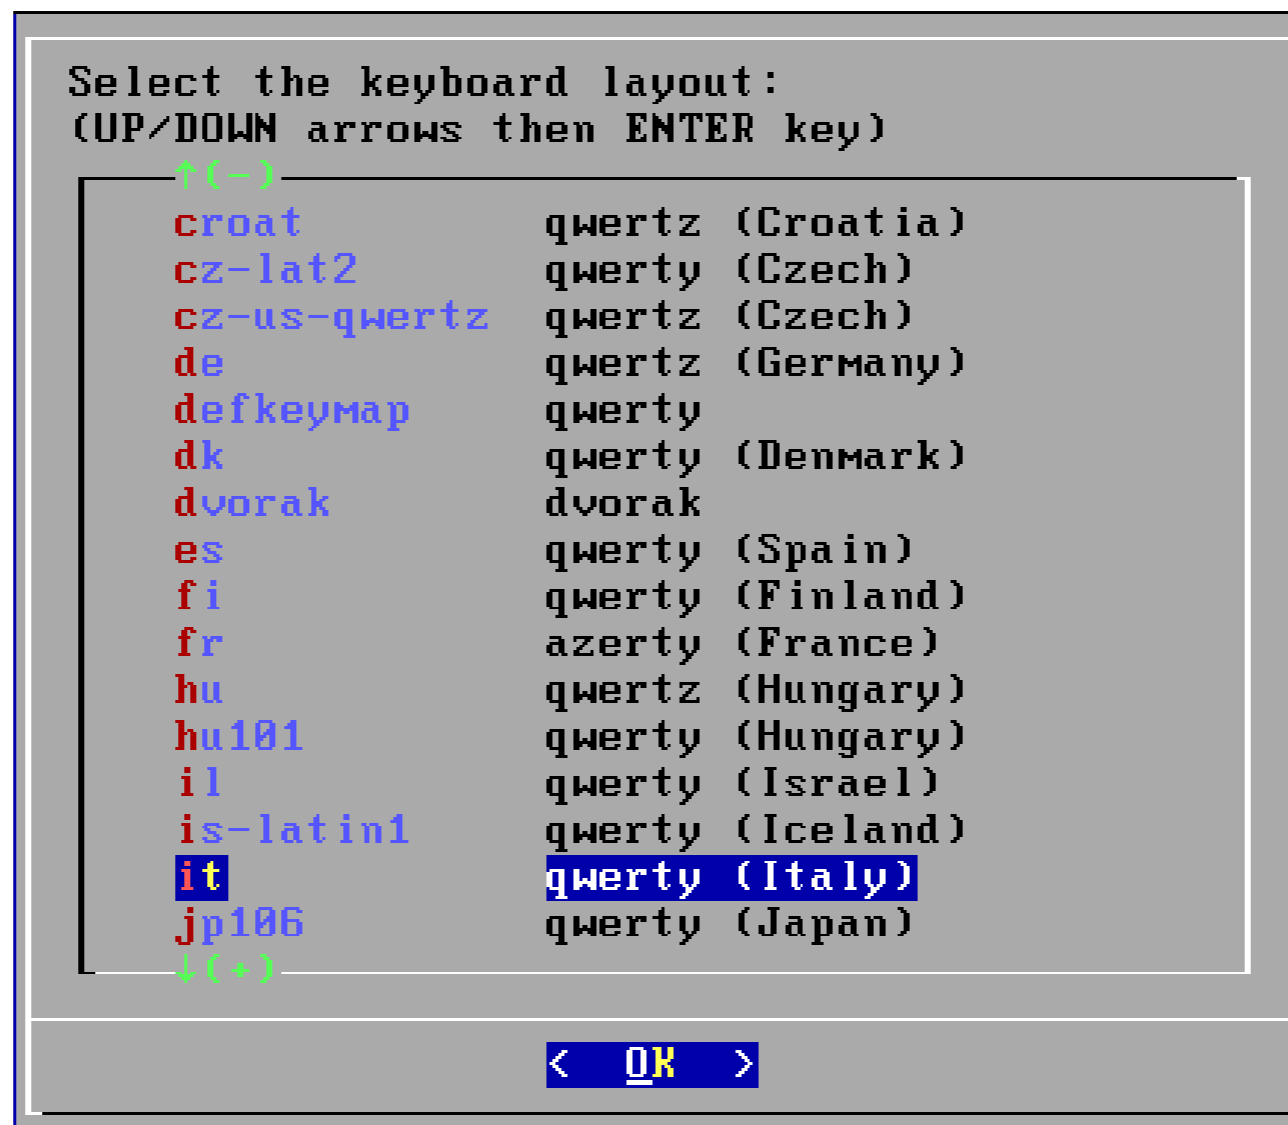 Select the keyboard layout:
(UP/DOWN arrows then ENTER key)
↑(-)
croat qwertz (Croatia)
cz-lat2 qwerty (Czech)
cz-us-qwertz qwertz (Czech)
de qwertz (Germany)
defkeymap qwerty
dk qwerty (Denmark)
dvorak dvorak
es qwerty (Spain)
fi qwerty (Finland)
fr azerty (France)
hu qwertz (Hungary)
hu101 qwerty (Hungary)
il qwerty (Israel)
is-latin1 qwerty (Iceland)
it qwerty (Italy)
jp106 qwerty (Japan)
↓(+)
< OK >